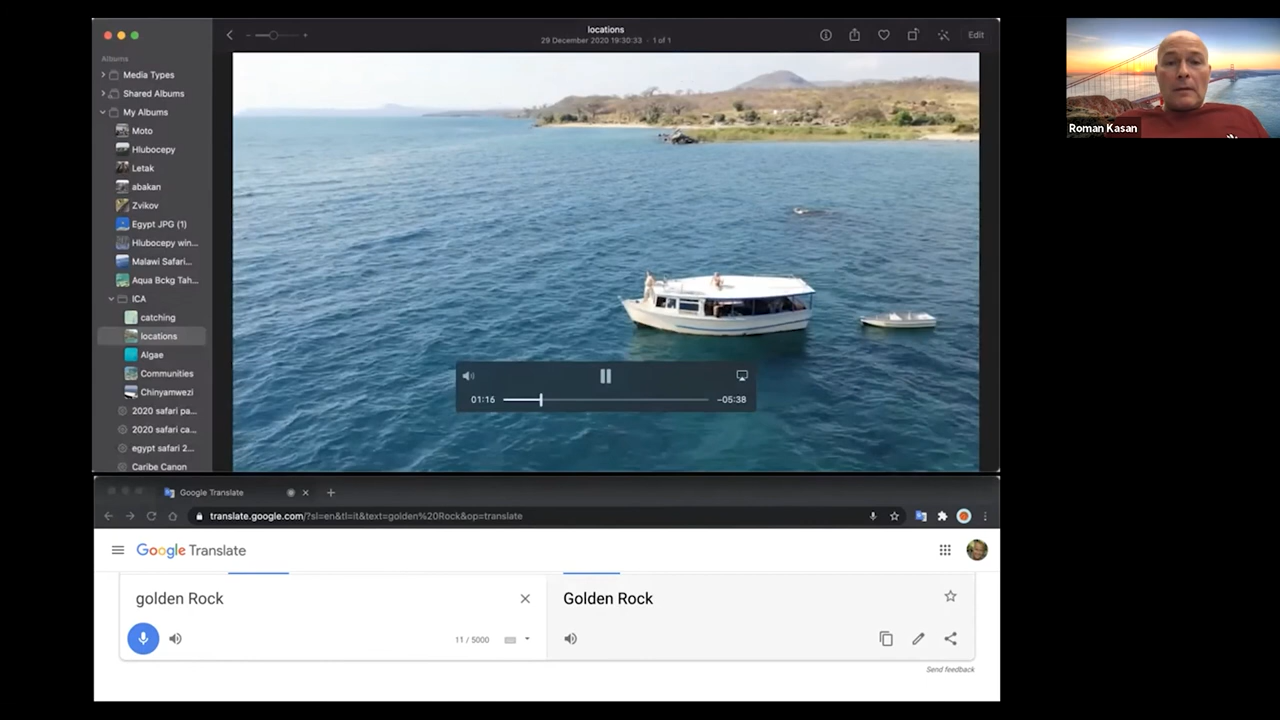 locations
29 December 2020 19:30:33 · 1 of 1
Edit
Albums
Media Types
Shared Albums
My Albums
Moto
Hlubocepy
Letak
abakan
Zvikov
Egypt JPG (1)
Hlubocepy win...
Malawi Safari...
Aqua Bckg Tah...
ICA
catching
locations
Algae
Communities
Chinyamwezi
2020 safari pa...
2020 safari ca...
egypt safari 2...
Caribe Canon
01:16
−05:38
Roman Kasan
Google Translate
translate.google.com/?sl=en&tl=it&text=golden%20Rock&op=translate
Google Translate
golden Rock
Golden Rock
11 / 5000
Send feedback